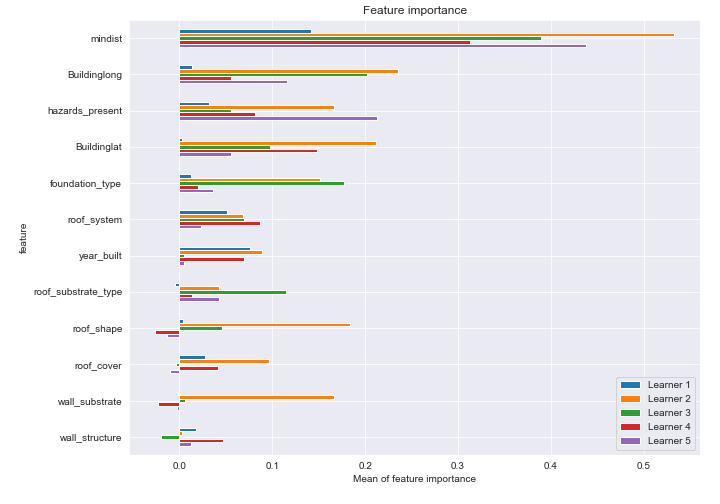 Feature importance
feature
mindist
Buildinglong
hazards_present
Buildinglat
foundation_type
roof_system
year_built
roof_substrate_type
roof_shape
roof_cover
wall_substrate
wall_structure
Learner 1
Learner 2
Learner 3
Learner 4
Learner 5
0.0 0.1 0.2 0.3 0.4 0.5
Mean of feature importance